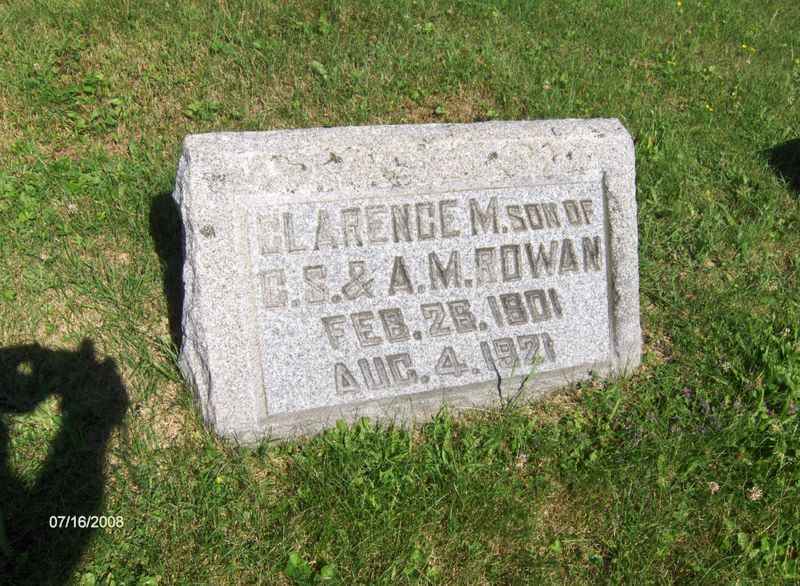 CLARENCE M. SON OF
C.S. & A.M. ROWAN
FEB. 26. 1901
AUG. 4. 1921
07/16/2008